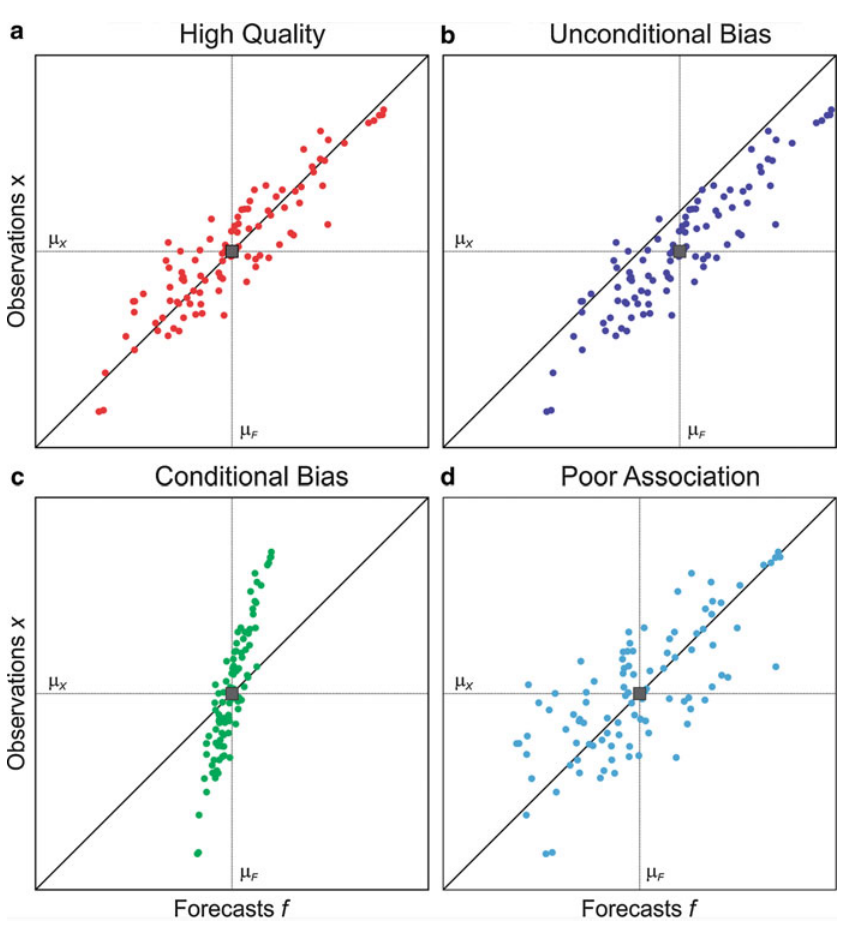 a High Quality
b Unconditional Bias
Observations x
μX
μF
μX
μF
c Conditional Bias
d Poor Association
Observations x
μX
μF
μX
μF
Forecasts f
Forecasts f